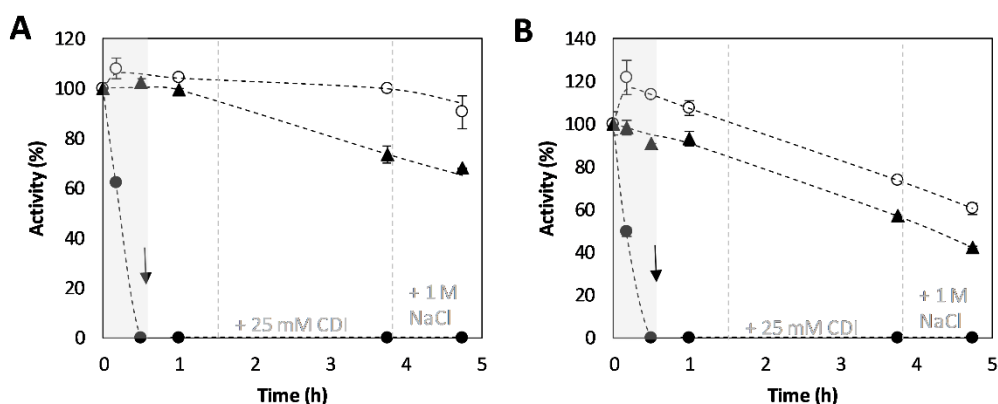 A
120
100
80
60
40
20
0
Activity (%)
+ 25 mM CDI
+ 1 M
NaCl
0 1 2 3 4 5
Time (h)
B
140
120
100
80
60
40
20
0
Activity (%)
+ 25 mM CDI
+ 1 M
NaCl
0 1 2 3 4 5
Time (h)